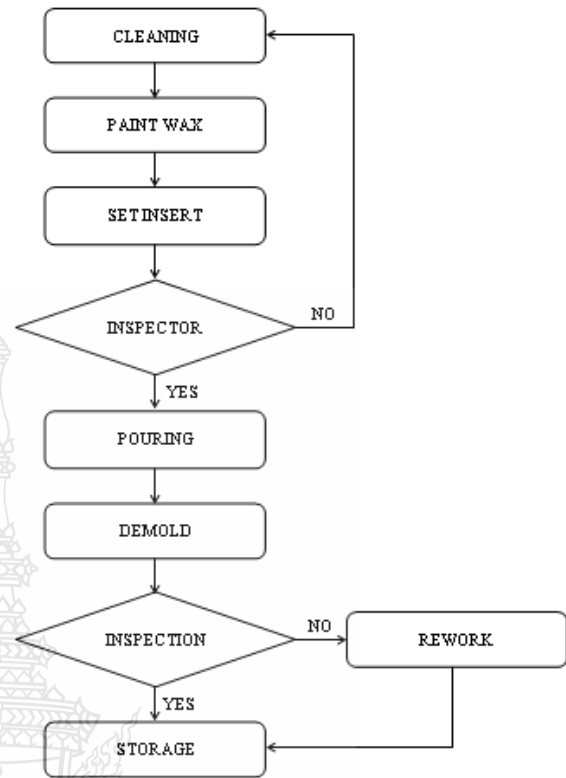 CLEANING
PAINT WAX
SET INSERT
INSPECTOR
NO
YES
POURING
DEMOLD
INSPECTION
NO
REWORK
YES
STORAGE